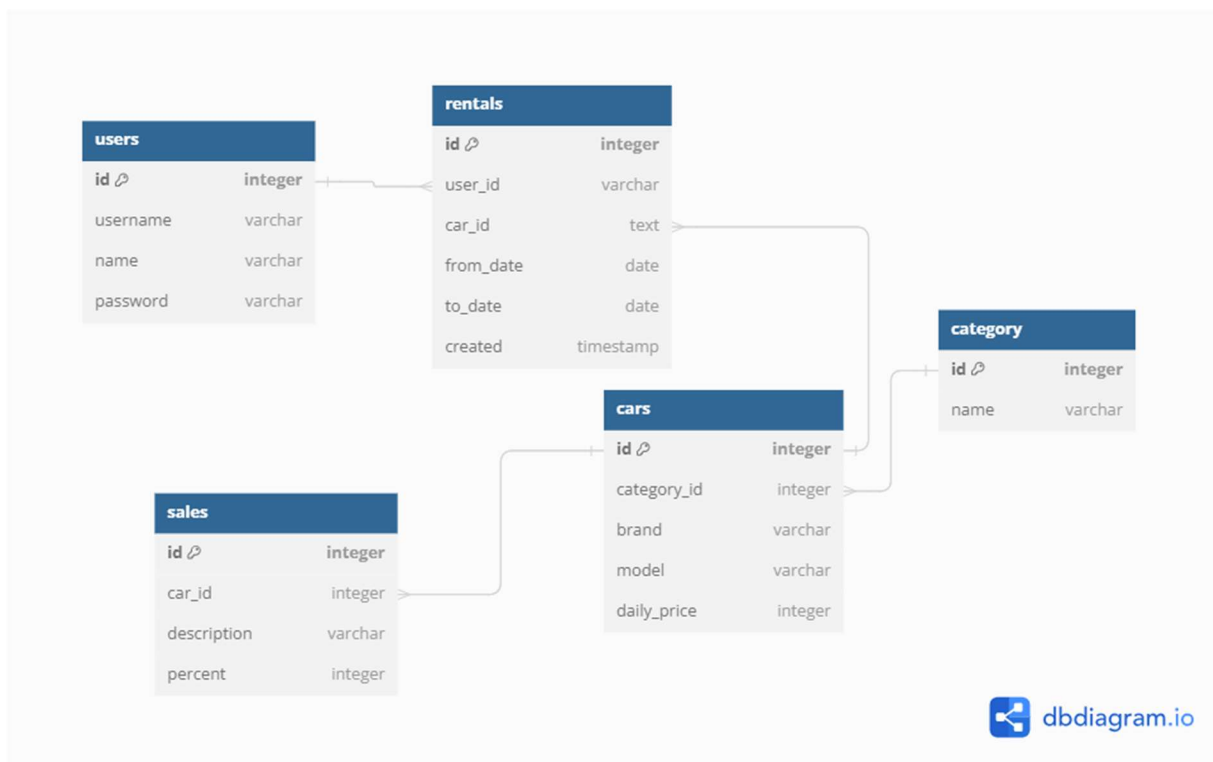 users
id integer
username varchar
name varchar
password varchar
rentals
id integer
user_id varchar
car_id text
from_date date
to_date date
created timestamp
category
id integer
name varchar
cars
id integer
category_id integer
brand varchar
model varchar
daily_price integer
sales
id integer
car_id integer
description varchar
percent integer
dbdiagram.io